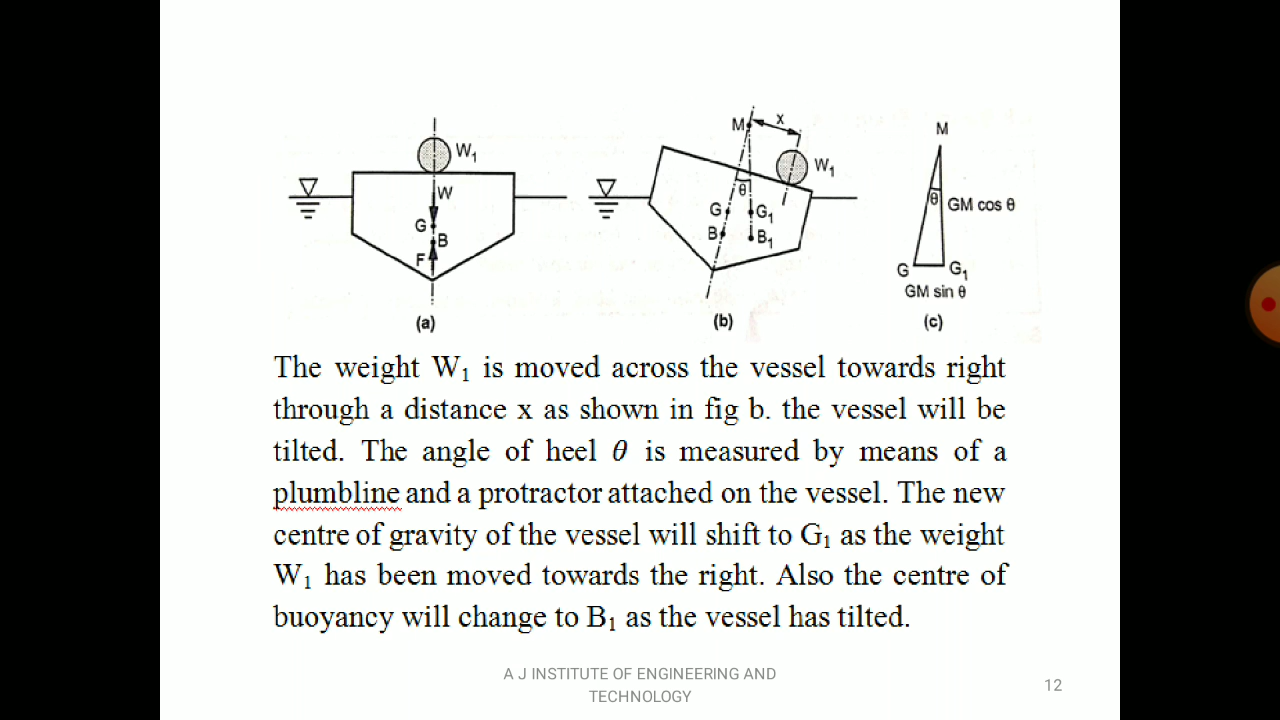 W₁
W
G
B
F
(a)
M
x
W₁
θ
G
G₁
B
B₁
(b)
M
θ
GM cos θ
G
G₁
GM sin θ
(c)
The weight W₁ is moved across the vessel towards right
through a distance x as shown in fig b. the vessel will be
tilted. The angle of heel θ is measured by means of a
plumbline and a protractor attached on the vessel. The new
centre of gravity of the vessel will shift to G₁ as the weight
W₁ has been moved towards the right. Also the centre of
buoyancy will change to B₁ as the vessel has tilted.
A J INSTITUTE OF ENGINEERING AND
TECHNOLOGY
12